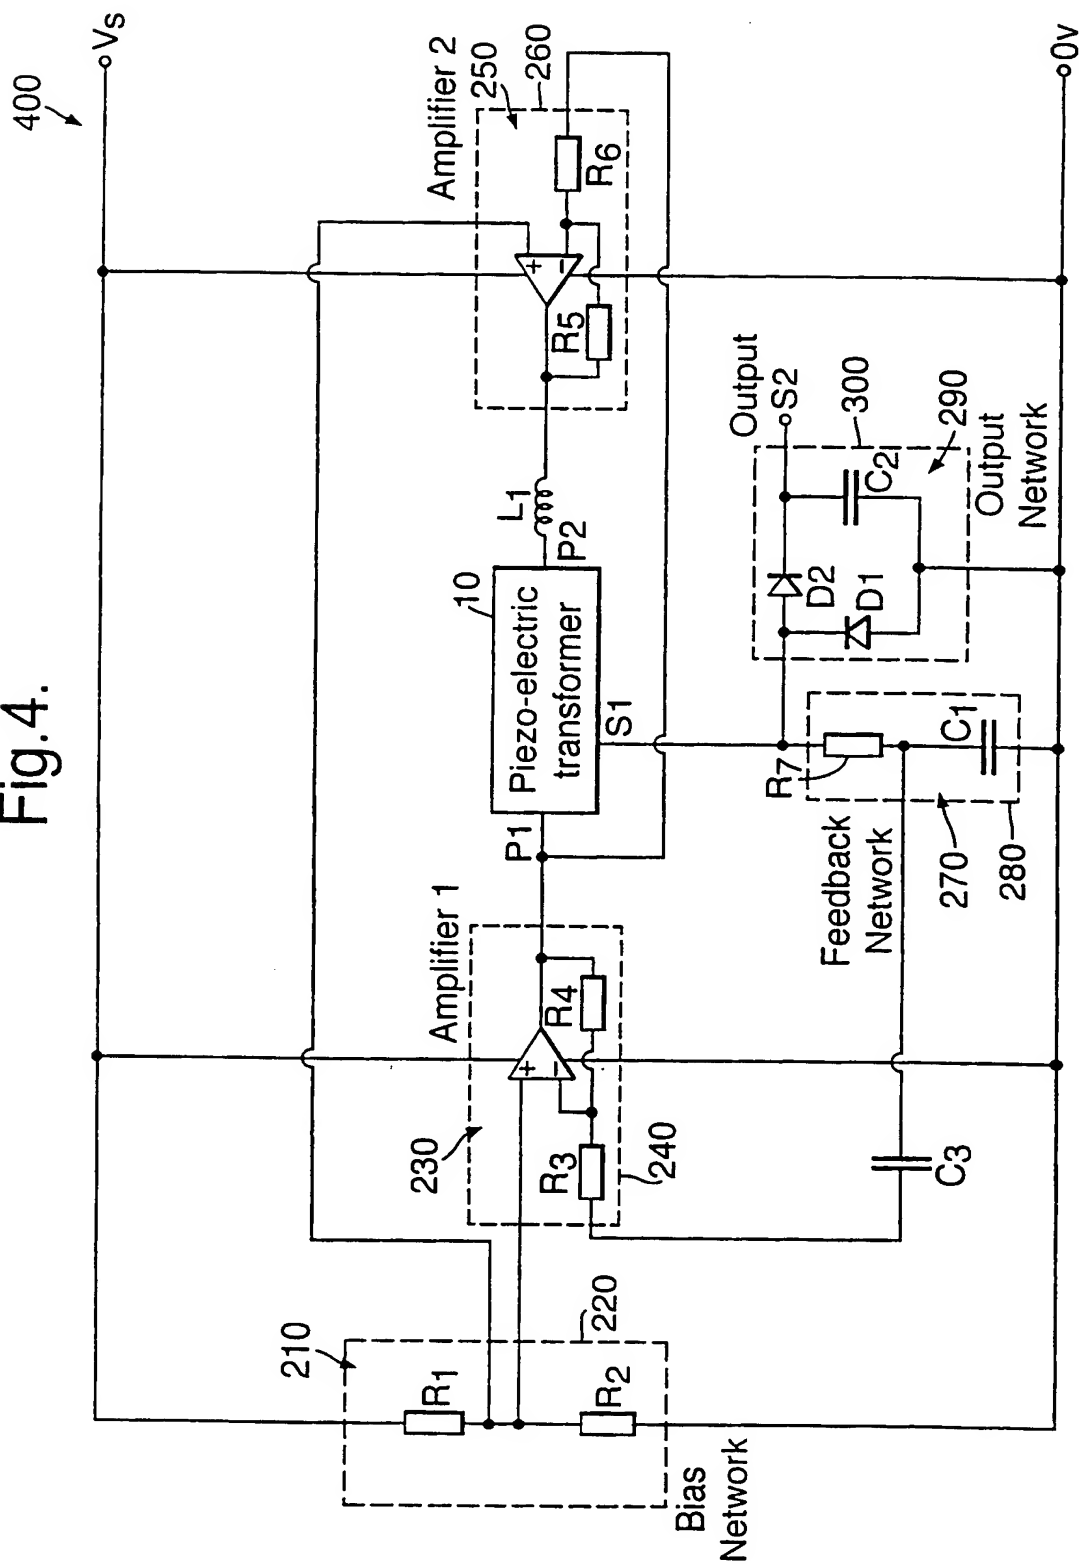 Fig.4.
400
Vs
Amplifier 2
250
260
+
−
R6
R5
L1
P2
10
Piezo-electric
transformer
S1
P1
Amplifier 1
230
+
−
R4
R3
240
210
R1
220
R2
Bias
Network
C3
Feedback
Network
R7
C1
270
280
Output
S2
300
D2
D1
C2
290
Output
Network
0v